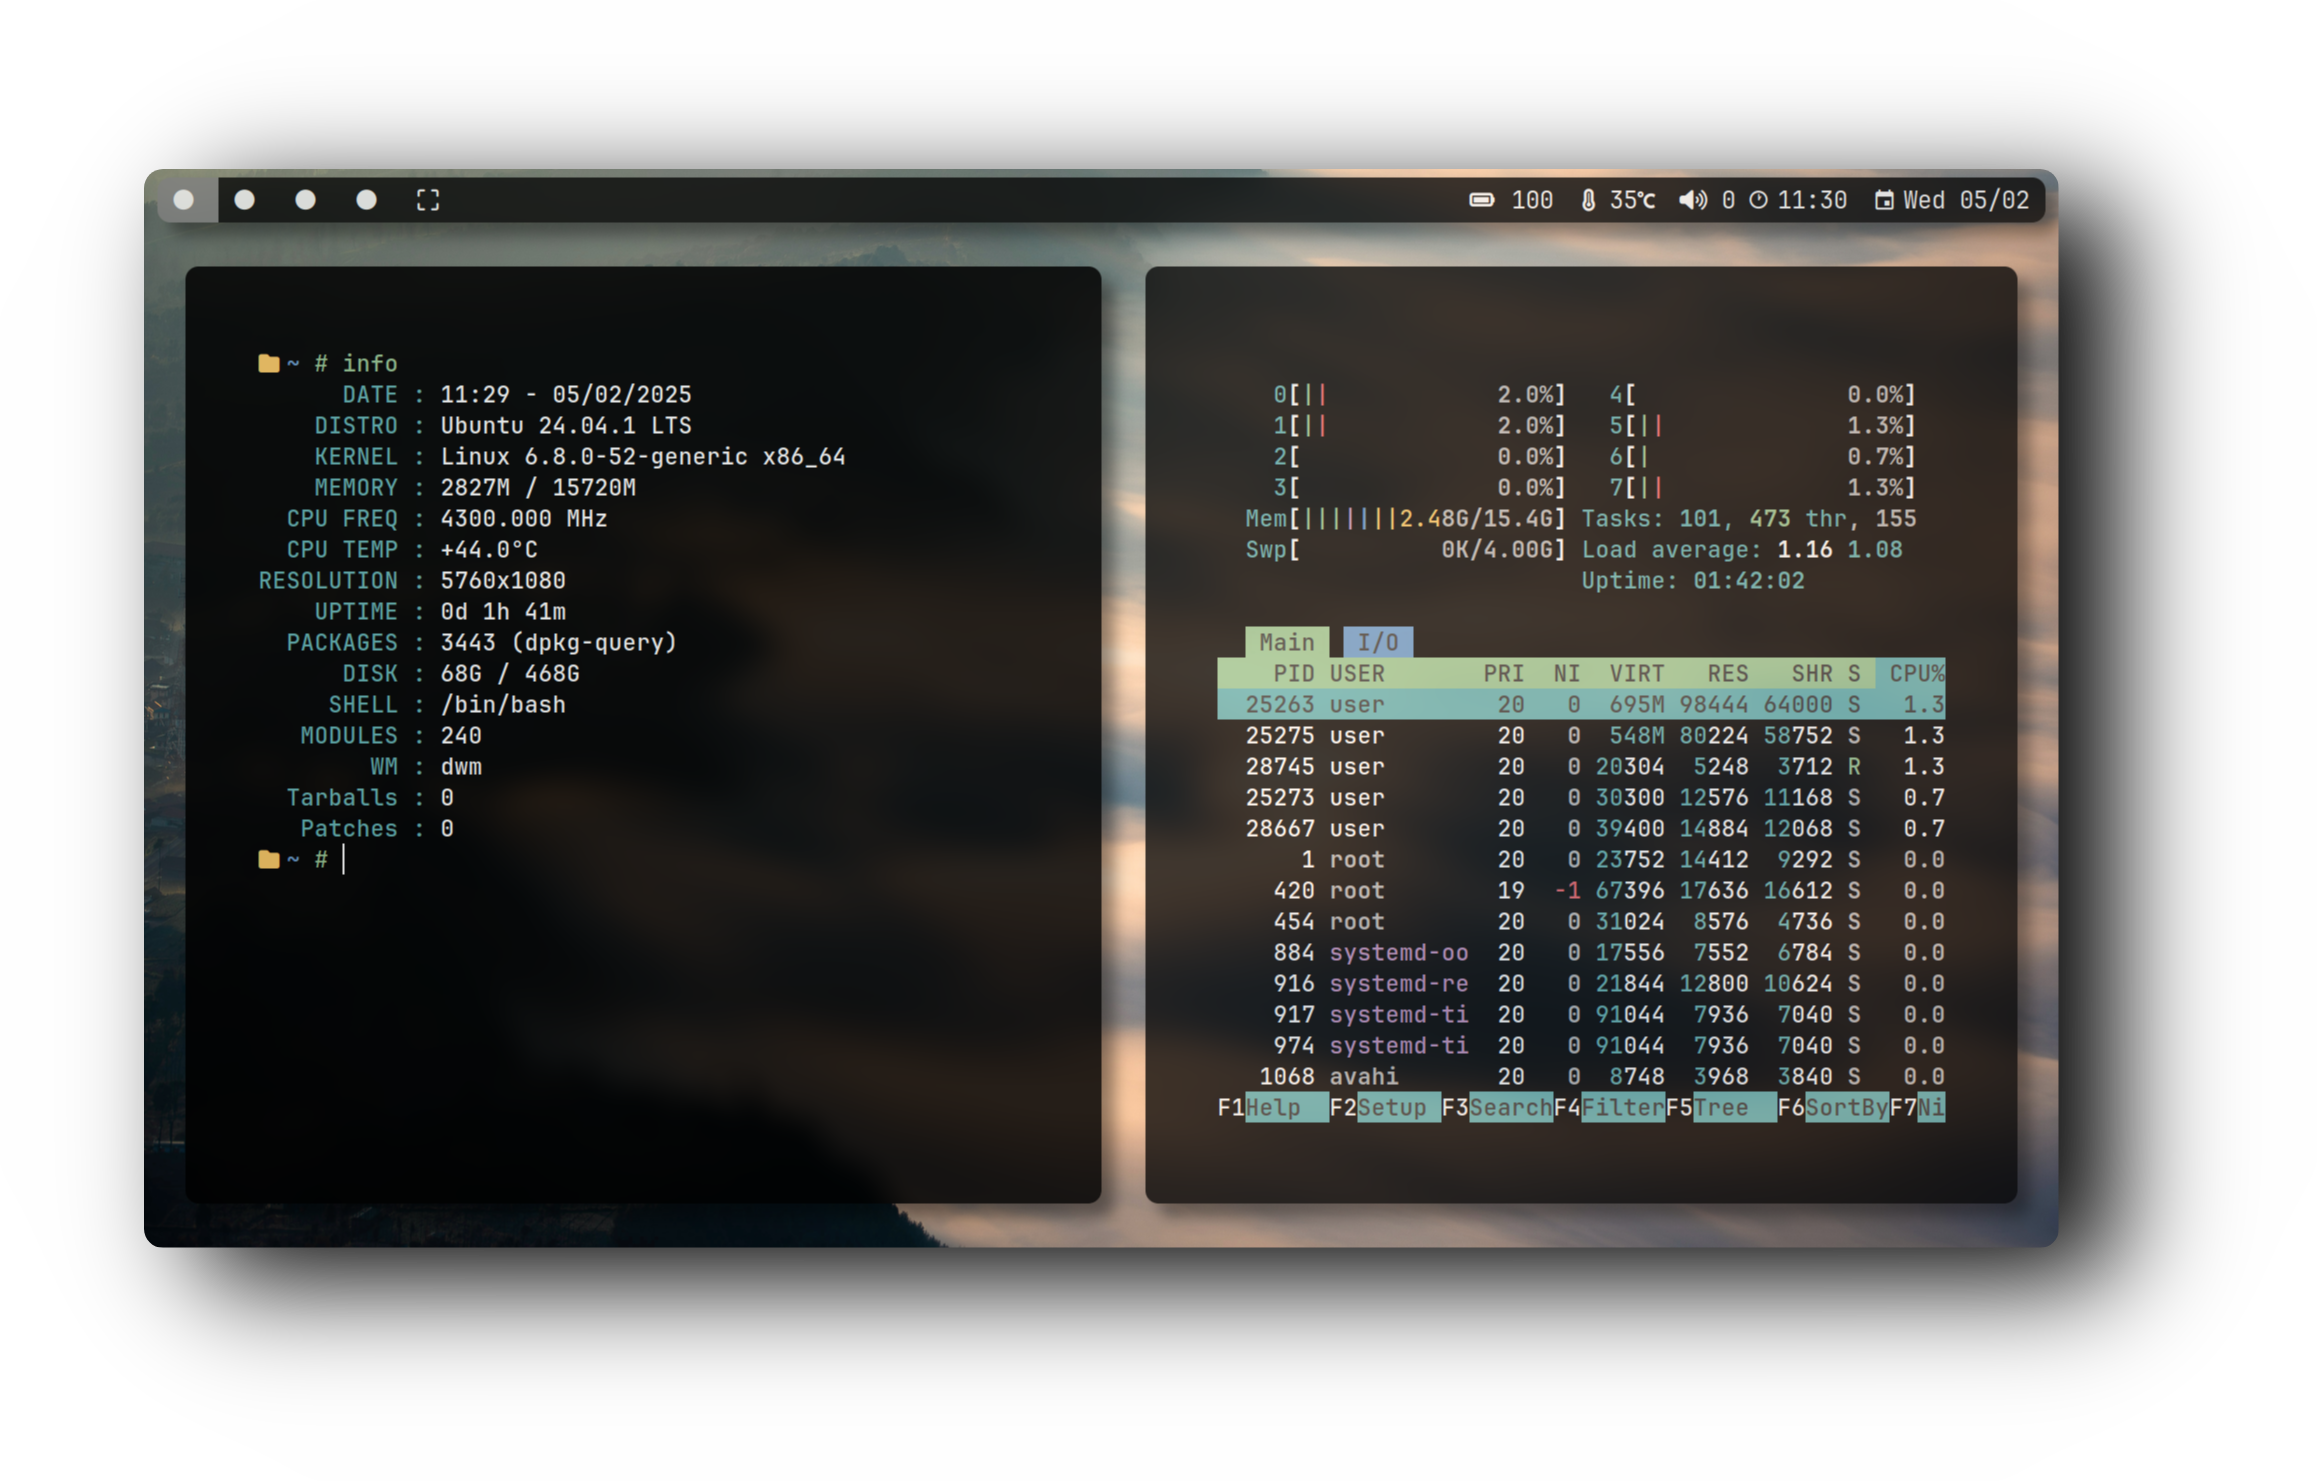 100 35℃ 0 11:30 Wed 05/02
~ # info
DATE : 11:29 - 05/02/2025
DISTRO : Ubuntu 24.04.1 LTS
KERNEL : Linux 6.8.0-52-generic x86_64
MEMORY : 2827M / 15720M
CPU FREQ : 4300.000 MHz
CPU TEMP : +44.0°C
RESOLUTION : 5760x1080
UPTIME : 0d 1h 41m
PACKAGES : 3443 (dpkg-query)
DISK : 68G / 468G
SHELL : /bin/bash
MODULES : 240
WM : dwm
Tarballs : 0
Patches : 0
~ #
0[|| 2.0%] 4[ 0.0%]
1[|| 2.0%] 5[|| 1.3%]
2[ 0.0%] 6[| 0.7%]
3[ 0.0%] 7[|| 1.3%]
Mem[|||||||2.48G/15.4G] Tasks: 101, 473 thr, 155
Swp[ 0K/4.00G] Load average: 1.16 1.08
Uptime: 01:42:02
Main I/O
PID USER PRI NI VIRT RES SHR S CPU%
25263 user 20 0 695M 98444 64000 S 1.3
25275 user 20 0 548M 80224 58752 S 1.3
28745 user 20 0 20304 5248 3712 R 1.3
25273 user 20 0 30300 12576 11168 S 0.7
28667 user 20 0 39400 14884 12068 S 0.7
1 root 20 0 23752 14412 9292 S 0.0
420 root 19 -1 67396 17636 16612 S 0.0
454 root 20 0 31024 8576 4736 S 0.0
884 systemd-oo 20 0 17556 7552 6784 S 0.0
916 systemd-re 20 0 21844 12800 10624 S 0.0
917 systemd-ti 20 0 91044 7936 7040 S 0.0
974 systemd-ti 20 0 91044 7936 7040 S 0.0
1068 avahi 20 0 8748 3968 3840 S 0.0
F1Help F2Setup F3SearchF4FilterF5Tree F6SortByF7Ni